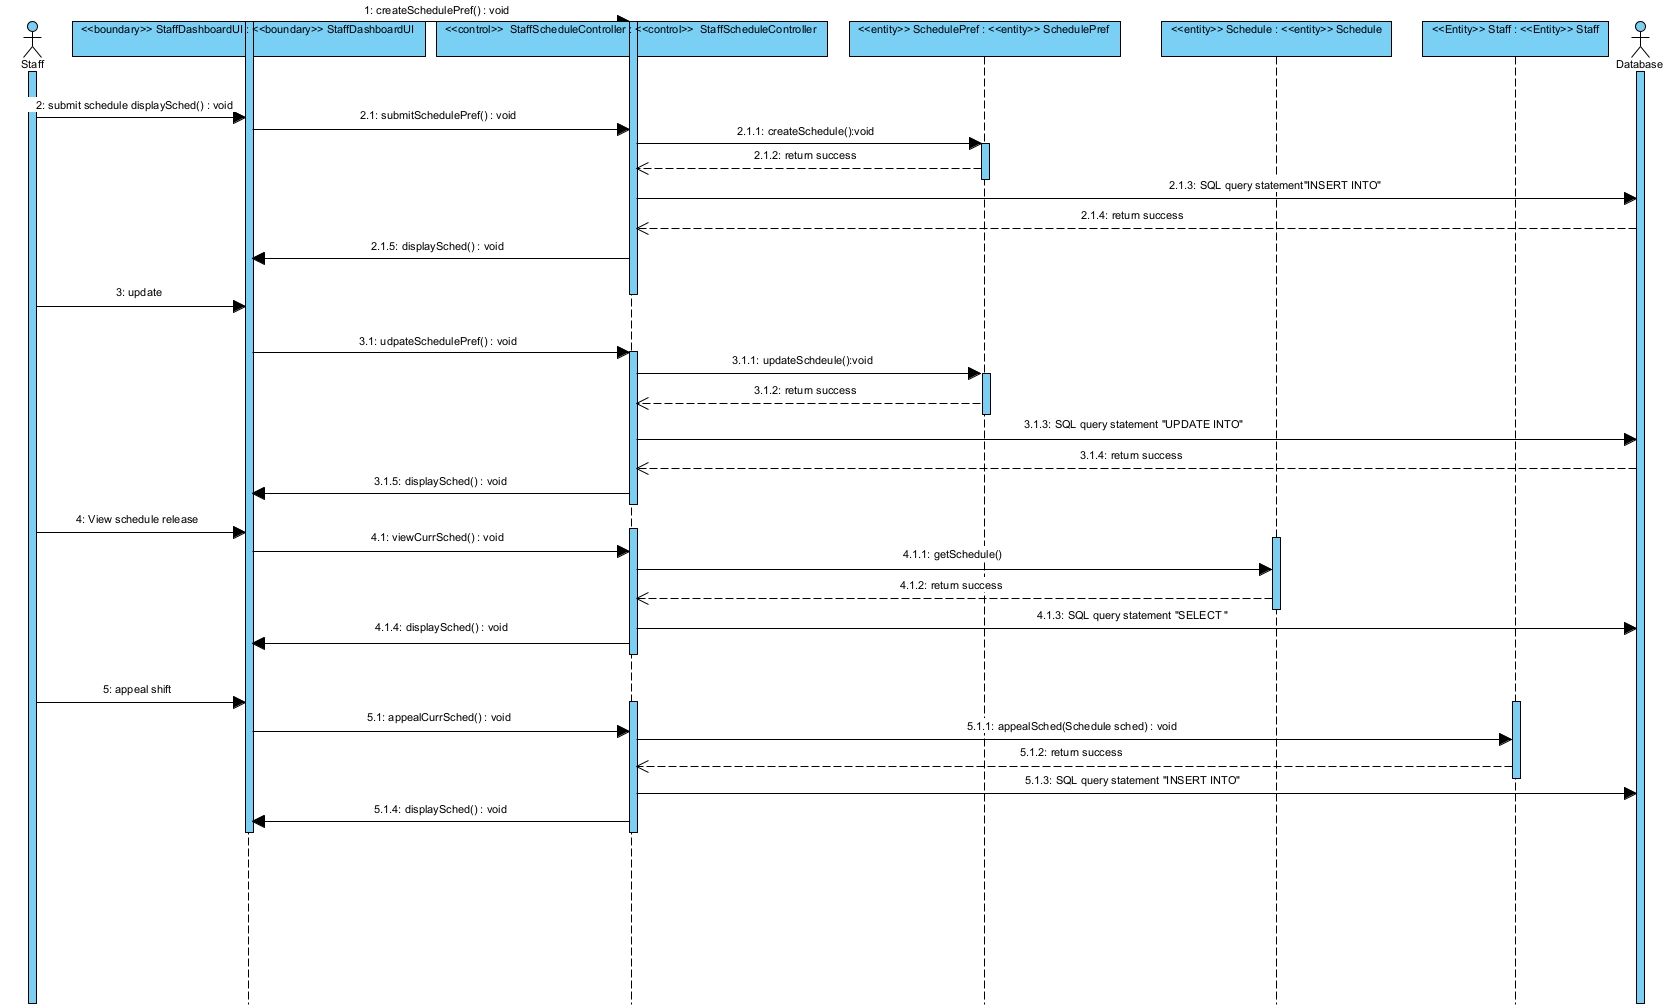 1: createSchedulePref() : void
<<boundary>> StaffDashboardUI : <<boundary>> StaffDashboardUI
<<control>> StaffScheduleController : <<control>> StaffScheduleController
<<entity>> SchedulePref : <<entity>> SchedulePref
<<entity>> Schedule : <<entity>> Schedule
<<Entity>> Staff : <<Entity>> Staff
Staff
Database
2: submit schedule displaySched() : void
2.1: submitSchedulePref() : void
2.1.1: createSchedule():void
2.1.2: return success
2.1.3: SQL query statement"INSERT INTO"
2.1.4: return success
2.1.5: displaySched() : void
3: update
3.1: udpateSchedulePref() : void
3.1.1: updateSchdeule():void
3.1.2: return success
3.1.3: SQL query statement "UPDATE INTO"
3.1.4: return success
3.1.5: displaySched() : void
4: View schedule release
4.1: viewCurrSched() : void
4.1.1: getSchedule()
4.1.2: return success
4.1.3: SQL query statement "SELECT "
4.1.4: displaySched() : void
5: appeal shift
5.1: appealCurrSched() : void
5.1.1: appealSched(Schedule sched) : void
5.1.2: return success
5.1.3: SQL query statement "INSERT INTO"
5.1.4: displaySched() : void